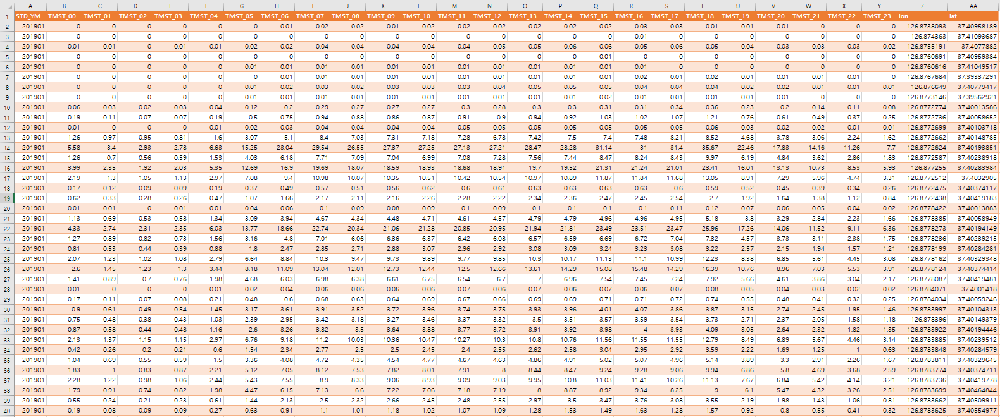 A B C D E F G H I J K L M N O P Q R S T U V W X Y Z AA
1 STD_YM TMST_00 TMST_01 TMST_02 TMST_03 TMST_04 TMST_05 TMST_06 TMST_07 TMST_08 TMST_09 TMST_10 TMST_11 TMST_12 TMST_13 TMST_14 TMST_15 TMST_16 TMST_17 TMST_18 TMST_19 TMST_20 TMST_21 TMST_22 TMST_23 lon lat
2 201901 0 0 0 0 0 0 0.01 0.02 0.02 0.01 0.02 0.02 0.02 0.02 0.02 0.02 0.03 0.03 0.01 0.01 0.01 0 0 0 126.8738093 37.40958189
3 201901 0 0 0 0 0 0 0 0 0 0 0 0 0 0 0 0 0.01 0 0 0 0 0 0 0 126.874363 37.41093687
4 201901 0.01 0.01 0 0.01 0.01 0.02 0.02 0.04 0.04 0.04 0.04 0.04 0.05 0.05 0.06 0.06 0.05 0.06 0.05 0.04 0.03 0.03 0.03 0.02 126.8755191 37.4077882
5 201901 0 0 0 0 0 0 0 0 0 0 0 0 0 0 0 0.01 0 0 0 0 0 0 0 0 126.8760691 37.40959384
6 201901 0 0 0 0 0 0.01 0.01 0.01 0.01 0.01 0.01 0.01 0.01 0.01 0.01 0.01 0.01 0 0 0 0 0 0 0 126.8760616 37.41049517
7 201901 0 0 0 0 0 0 0 0.01 0.01 0.01 0.01 0.01 0.01 0.01 0.01 0.01 0.02 0.01 0.02 0.01 0.01 0.01 0.01 0 126.8767684 37.39337291
8 201901 0 0 0 0 0 0.01 0.02 0.03 0.02 0.03 0.03 0.03 0.04 0.05 0.05 0.05 0.04 0.04 0.04 0.02 0.02 0.01 0.01 0.01 126.876649 37.40779417
9 201901 0 0 0 0 0 0.01 0.01 0.01 0.01 0.01 0.01 0.01 0.01 0.01 0.01 0.02 0.01 0.01 0.01 0.01 0.01 0 0 0 126.8773146 37.39562921
10 201901 0.06 0.03 0.02 0.03 0.04 0.12 0.2 0.29 0.27 0.27 0.27 0.3 0.28 0.3 0.3 0.31 0.31 0.34 0.36 0.23 0.2 0.14 0.11 0.08 126.8772774 37.40013586
11 201901 0.19 0.11 0.07 0.07 0.19 0.5 0.75 0.94 0.88 0.86 0.87 0.91 0.9 0.94 0.92 1.03 1.02 1.07 1.21 0.76 0.61 0.49 0.37 0.25 126.8772736 37.40058652
12 201901 0.01 0 0 0 0.01 0.02 0.03 0.04 0.04 0.04 0.04 0.05 0.05 0.05 0.05 0.05 0.05 0.05 0.06 0.03 0.02 0.02 0.01 0.01 126.8772699 37.40103718
13 201901 1.26 0.97 0.95 0.81 1.6 3.07 5.1 8.4 7.03 7.31 7.18 7.28 6.78 7.42 7.5 7.4 7.48 8.21 8.52 4.68 3.78 3.06 2.24 1.62 126.8772662 37.40148785
14 201901 5.58 3.4 2.93 2.78 6.63 15.25 23.04 29.54 26.55 27.37 27.25 27.13 27.21 28.47 28.28 31.14 31 31.4 35.67 22.46 17.83 14.16 11.26 7.7 126.8772624 37.40193851
15 201901 1.26 0.7 0.56 0.59 1.53 4.03 6.18 7.71 7.09 7.04 6.99 7.08 7.28 7.56 7.44 8.47 8.24 8.43 9.97 6.19 4.84 3.62 2.86 1.83 126.8772587 37.40238918
16 201901 3.99 2.35 1.92 2.03 5.35 12.69 16.9 19.69 18.07 18.59 18.93 18.68 18.91 19.7 19.52 21.31 21.24 21.01 23.41 16.01 13.13 10.73 8.53 5.93 126.877255 37.40283984
17 201901 2.19 1.3 1.05 1.13 2.97 7.08 9.4 10.98 10.07 10.35 10.51 10.42 10.54 10.97 10.89 11.87 11.84 11.68 13.05 8.91 7.29 5.96 4.74 3.31 126.8772512 37.4032905
18 201901 0.17 0.12 0.09 0.09 0.19 0.37 0.49 0.57 0.51 0.56 0.62 0.6 0.61 0.63 0.63 0.63 0.63 0.6 0.59 0.52 0.45 0.39 0.34 0.26 126.8772475 37.40374117
19 201901 0.62 0.33 0.28 0.26 0.47 1.07 1.66 2.17 2.11 2.16 2.26 2.28 2.22 2.34 2.36 2.47 2.45 2.54 2.7 1.92 1.64 1.38 1.12 0.84 126.8772438 37.40419183
20 201901 0.01 0.01 0 0.01 0.01 0.04 0.06 0.1 0.09 0.08 0.09 0.1 0.09 0.1 0.1 0.1 0.1 0.11 0.12 0.07 0.06 0.05 0.04 0.02 126.8778422 37.40013883
21 201901 1.13 0.69 0.53 0.58 1.34 3.09 3.94 4.67 4.34 4.48 4.71 4.61 4.57 4.79 4.79 4.96 4.96 4.95 5.18 3.8 3.29 2.84 2.23 1.66 126.8778385 37.40058949
22 201901 4.33 2.74 2.31 2.35 6.03 13.77 18.66 22.74 20.34 21.06 21.28 20.85 20.95 21.94 21.81 23.49 23.51 23.47 25.96 17.26 14.06 11.52 9.11 6.36 126.8778273 37.40194149
23 201901 1.27 0.89 0.82 0.73 1.56 3.16 4.8 7.01 6.06 6.36 6.37 6.42 6.08 6.57 6.59 6.69 6.72 7.04 7.32 4.57 3.73 3.11 2.38 1.75 126.8778236 37.40239215
24 201901 0.81 0.53 0.44 0.39 0.88 1.8 2.47 2.85 2.71 2.88 3.07 2.96 2.92 3.08 3.09 3.24 3.23 3.08 3.22 2.57 2.15 1.94 1.57 1.21 126.8778199 37.40284281
25 201901 2.07 1.23 1.02 1.08 2.79 6.64 8.84 10.3 9.47 9.73 9.89 9.77 9.85 10.3 10.17 11.13 11.1 10.99 12.23 8.38 6.85 5.61 4.45 3.08 126.8778162 37.40329348
26 201901 2.6 1.45 1.23 1.3 3.44 8.18 11.09 13.04 12.01 12.73 12.44 12.5 12.66 13.61 14.29 15.08 15.48 14.29 16.39 10.76 8.96 7.03 5.53 3.91 126.8778124 37.40374414
27 201901 1.41 0.89 0.7 0.76 1.98 4.68 6.03 6.98 6.38 6.61 6.75 6.54 6.7 7 6.96 7.54 7.45 7.24 7.92 5.66 4.61 3.86 3.04 2.17 126.8778087 37.40419481
28 201901 0.01 0 0 0 0.01 0.02 0.04 0.06 0.06 0.06 0.06 0.07 0.06 0.07 0.06 0.07 0.06 0.07 0.08 0.05 0.04 0.03 0.02 0.02 126.8784071 37.4001418
29 201901 0.17 0.11 0.07 0.08 0.21 0.48 0.6 0.68 0.63 0.64 0.69 0.67 0.66 0.69 0.69 0.71 0.71 0.72 0.74 0.55 0.48 0.41 0.32 0.25 126.8784034 37.40059246
30 201901 0.9 0.61 0.49 0.54 1.45 3.17 3.61 3.91 3.52 3.72 3.96 3.74 3.75 3.93 3.96 4.01 4.07 3.86 3.87 3.15 2.74 2.45 1.95 1.46 126.8783997 37.40104313
31 201901 0.75 0.48 0.38 0.43 1.03 2.39 2.95 3.42 3.18 3.27 3.46 3.37 3.32 3.5 3.51 3.57 3.59 3.54 3.73 2.71 2.37 2.05 1.58 1.18 126.878396 37.40149379
32 201901 0.87 0.58 0.44 0.48 1.16 2.6 3.26 3.82 3.5 3.64 3.88 3.77 3.72 3.91 3.92 3.98 4 3.93 4.09 3.05 2.64 2.32 1.82 1.35 126.8783922 37.40194446
33 201901 2.13 1.37 1.15 1.15 2.97 6.76 9.18 11.2 10.03 10.36 10.47 10.27 10.3 10.8 10.76 11.56 11.55 11.55 12.79 8.49 6.89 5.67 4.46 3.14 126.8783885 37.40239512
34 201901 0.42 0.26 0.2 0.21 0.6 1.54 2.34 2.77 2.5 2.5 2.45 2.4 2.55 2.62 2.58 3.04 2.95 2.92 3.59 2.22 1.69 1.25 1 0.63 126.8783848 37.40284579
35 201901 1.04 0.69 0.55 0.59 1.5 3.36 4.08 4.72 4.35 4.54 4.77 4.67 4.63 4.86 4.91 5.02 5.07 4.96 5.14 3.89 3.3 2.91 2.26 1.67 126.8783811 37.40329645
36 201901 1.83 1 0.83 0.87 2.21 5.12 7.05 8.12 7.53 7.82 8.01 7.91 8 8.44 8.47 9.24 9.28 9.06 9.94 6.86 5.8 4.69 3.68 2.59 126.8783774 37.40374711
37 201901 2.28 1.22 0.98 1.06 2.44 5.43 7.55 8.9 8.33 9.06 8.93 9.09 9.03 9.95 10.8 11.03 11.41 10.26 11.13 7.67 6.84 5.42 4.14 3.21 126.8783736 37.40419778
38 201901 1.79 0.91 0.74 0.82 1.98 4.47 6.15 7.13 6.6 7.22 7.06 7.18 7.19 8 8.87 8.92 9.34 8.25 9 6.1 5.47 4.32 3.26 2.51 126.8783699 37.40464844
39 201901 0.55 0.24 0.21 0.23 0.61 1.44 2.13 2.5 2.32 2.66 2.45 2.48 2.55 2.97 3.5 3.47 3.76 3.08 3.55 2.19 1.98 1.43 1.06 0.81 126.8783662 37.40509911
40 201901 0.19 0.08 0.09 0.09 0.27 0.63 0.91 1.1 1.01 1.18 1.02 1.07 1.09 1.28 1.53 1.49 1.63 1.28 1.57 0.92 0.8 0.55 0.41 0.32 126.8783625 37.40554977